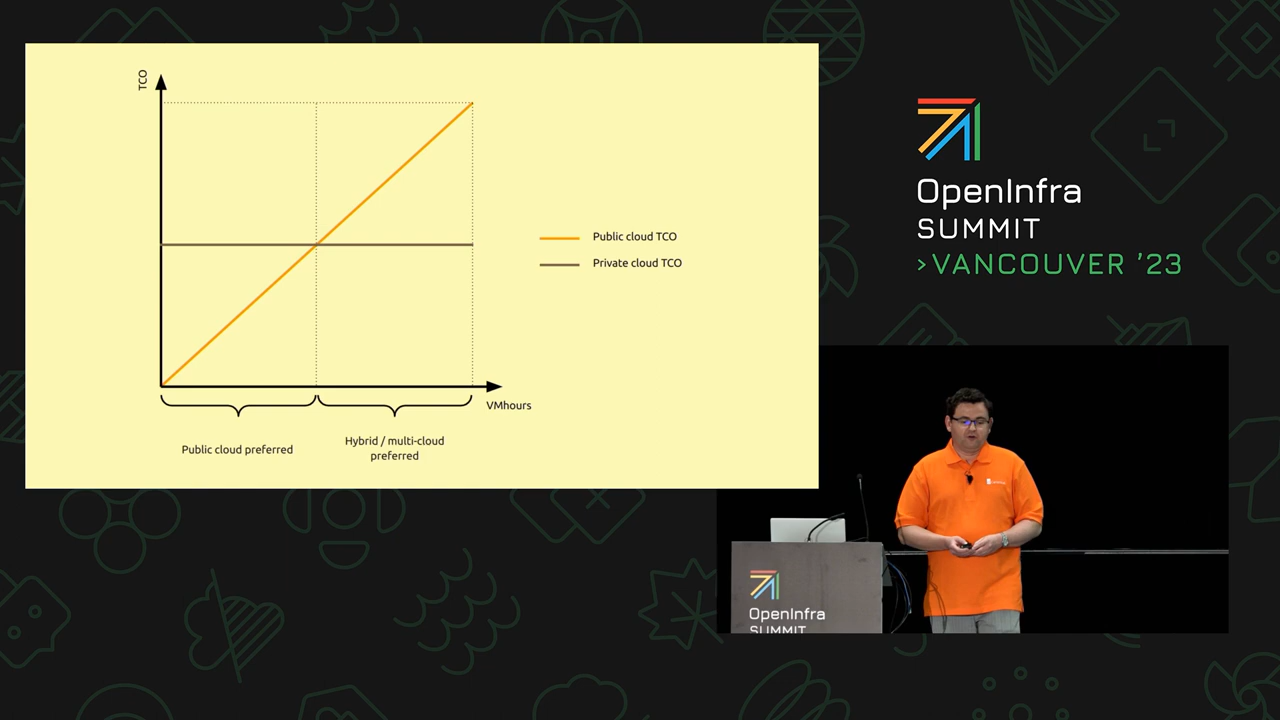 TCO
Public cloud TCO
Private cloud TCO
VMhours
Public cloud preferred
Hybrid / multi-cloud
preferred
OpenInfra
SUMMIT
>VANCOUVER '23
OpenInfra
SUMMIT